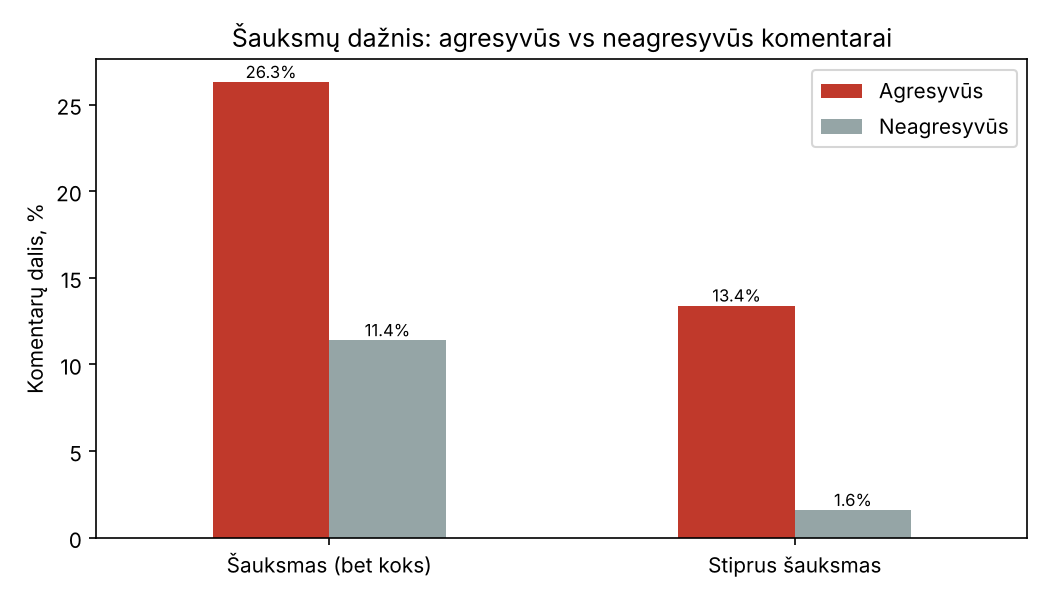 Šauksmų dažnis: agresyvūs vs neagresyvūs komentarai
Komentarų dalis, %
25
20
15
10
5
0
26.3%
11.4%
13.4%
1.6%
Agresyvūs
Neagresyvūs
Šauksmas (bet koks)
Stiprus šauksmas